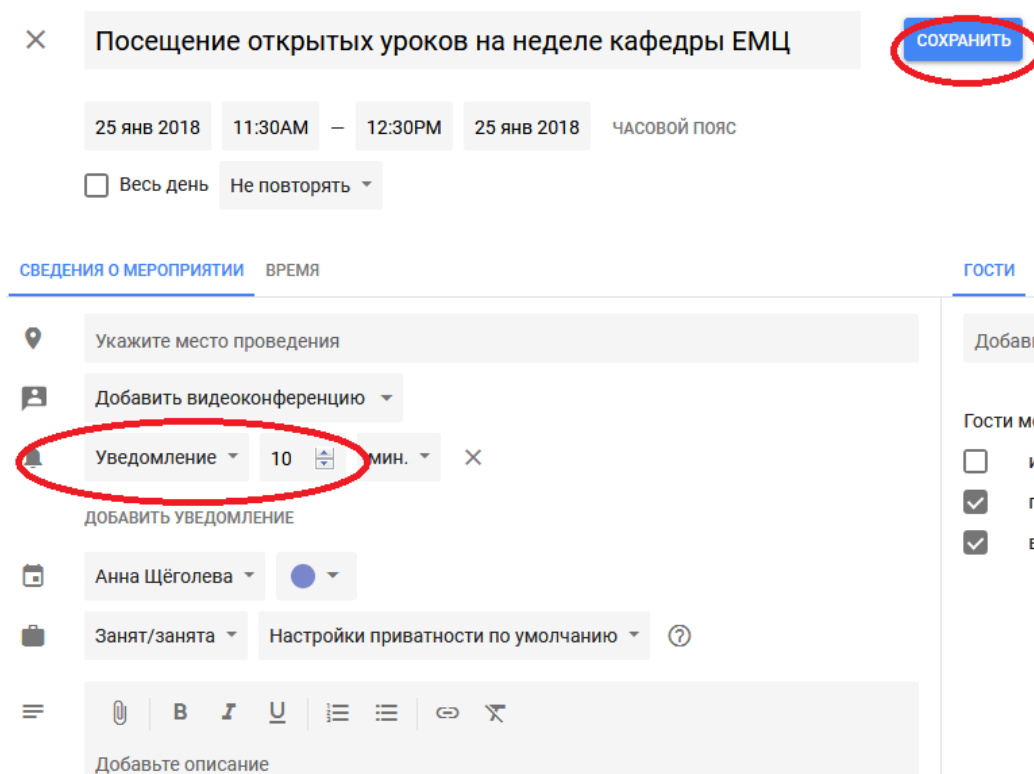 Посещение открытых уроков на неделе кафедры ЕМЦ
СОХРАНИТЬ
25 янв 2018 11:30AM – 12:30PM 25 янв 2018 ЧАСОВОЙ ПОЯС
Весь день Не повторять
СВЕДЕНИЯ О МЕРОПРИЯТИИ ВРЕМЯ
ГОСТИ
Укажите место проведения
Добавить видеоконференцию
Уведомление 10 мин.
ДОБАВИТЬ УВЕДОМЛЕНИЕ
Анна Щёголева
Занят/занята Настройки приватности по умолчанию
B I U
Добавьте описание
Гости